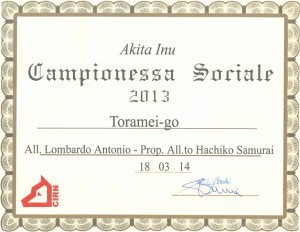 Akita Inu
Campionessa Sociale
2013
Toramei-go
All. Lombardo Antonio - Prop. All.to Hachiko Samurai
18 03 14
CIRN